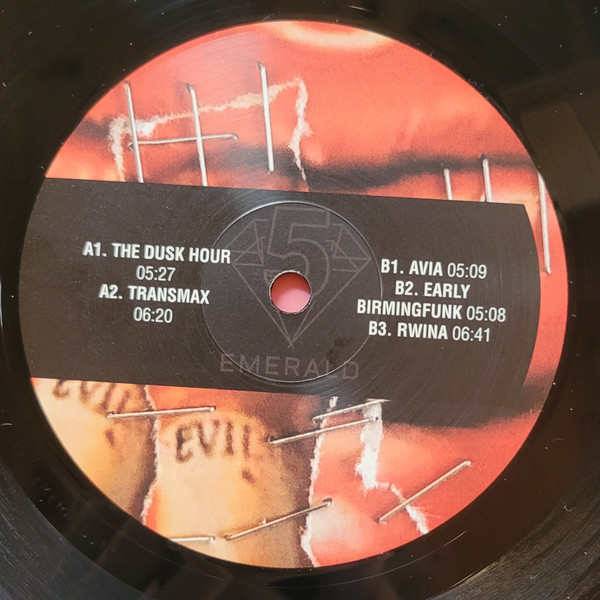 A1. THE DUSK HOUR
05:27
A2. TRANSMAX
06:20
5
EMERALD
B1. AVIA 05:09
B2. EARLY
BIRMINGFUNK 05:08
B3. RWINA 06:41
EVIL
EVIL